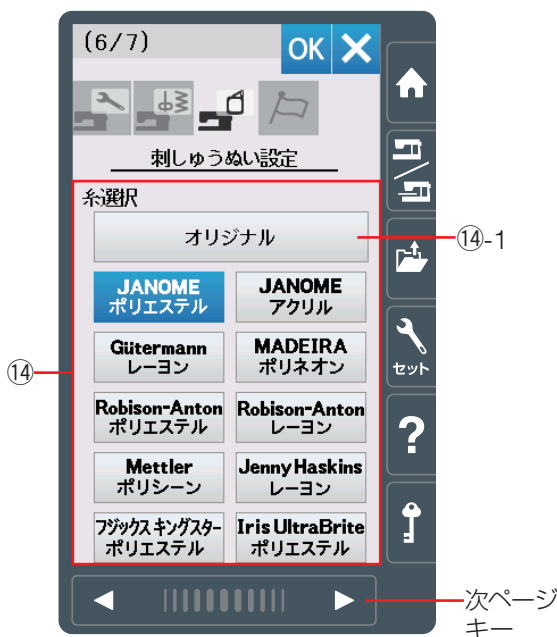 (6/7)
OK
刺しゅうぬい設定
糸選択
オリジナル
⑭-1
JANOME
ポリエステル
JANOME
アクリル
Gütermann
レーヨン
MADEIRA
ポリネオン
⑭
Robison-Anton
ポリエステル
Robison-Anton
レーヨン
Mettler
ポリシーン
Jenny Haskins
レーヨン
フジックス キングスター
ポリエステル
Iris UltraBrite
ポリエステル
セット
?
次ページ
キー